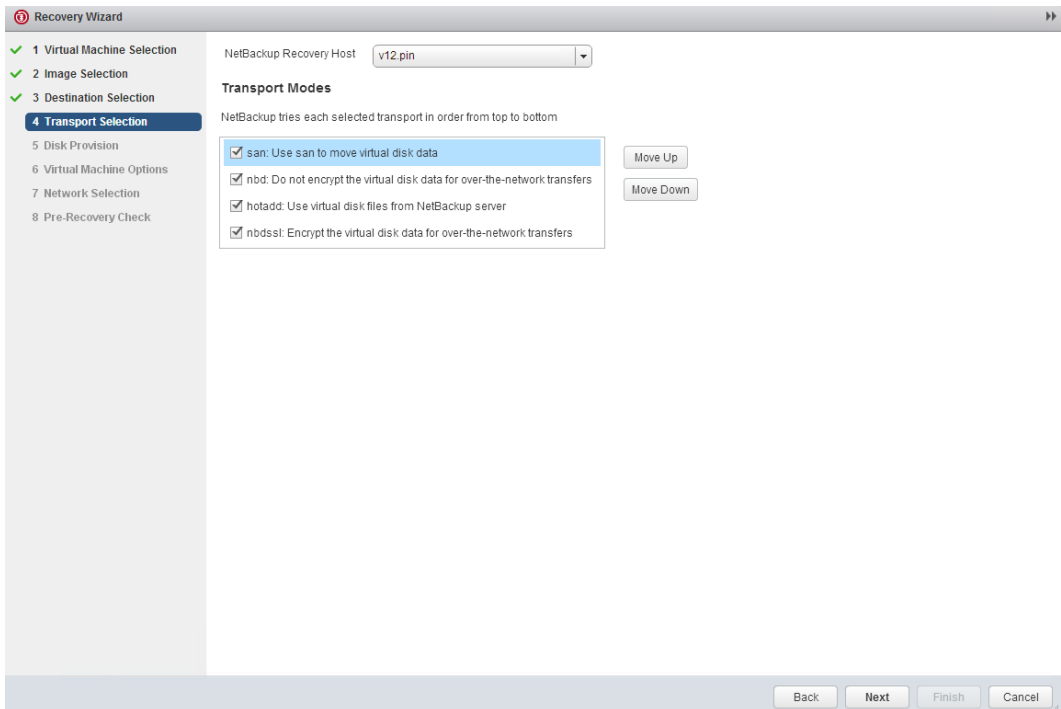 Recovery Wizard
1 Virtual Machine Selection
2 Image Selection
3 Destination Selection
4 Transport Selection
5 Disk Provision
6 Virtual Machine Options
7 Network Selection
8 Pre-Recovery Check
NetBackup Recovery Host v12.pin
Transport Modes
NetBackup tries each selected transport in order from top to bottom
san: Use san to move virtual disk data
nbd: Do not encrypt the virtual disk data for over-the-network transfers
hotadd: Use virtual disk files from NetBackup server
nbdssl: Encrypt the virtual disk data for over-the-network transfers
Move Up
Move Down
Back Next Finish Cancel